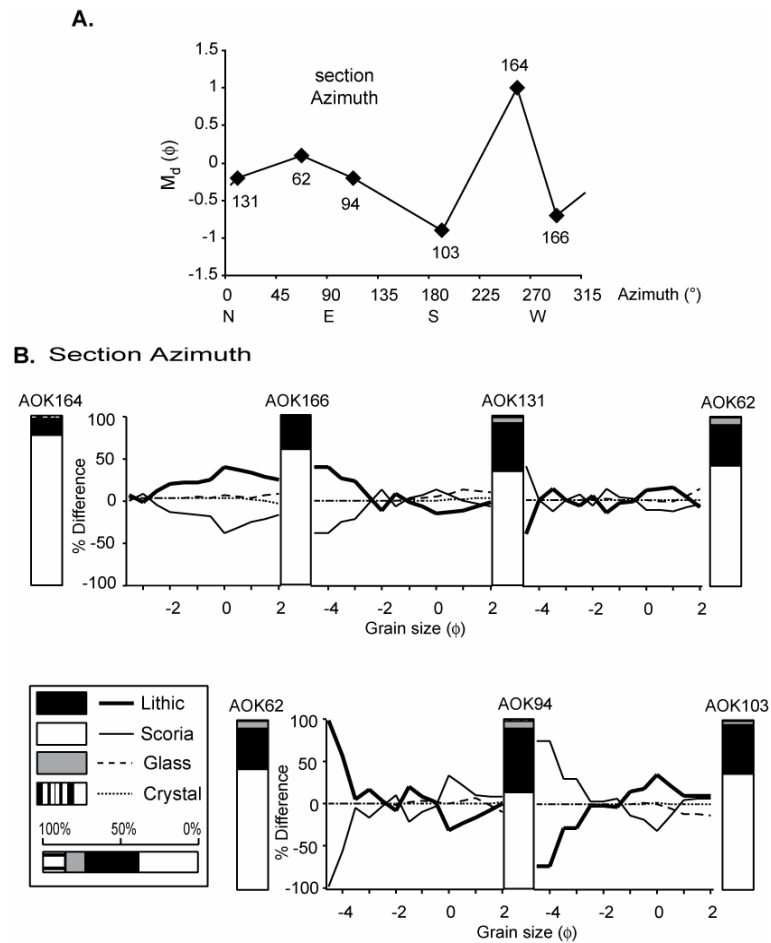 A.
M_d (ϕ)
1.5
1
0.5
0
-0.5
-1
-1.5
section
Azimuth
131
62
94
103
164
166
0 45 90 135 180 225 270 315 Azimuth (°)
N E S W
B. Section Azimuth
AOK164 AOK166 AOK131 AOK62
% Difference
100
50
0
-50
-100
-2 0 2 -4 -2 0 2 -4 -2 0 2
Grain size (ϕ) Grain size (ϕ)
Lithic
Scoria
Glass
Crystal
100% 50% 0%
AOK62 AOK94 AOK103
% Difference
100
50
0
-50
-100
-4 -2 0 2 -4 -2 0 2
Grain size (ϕ)